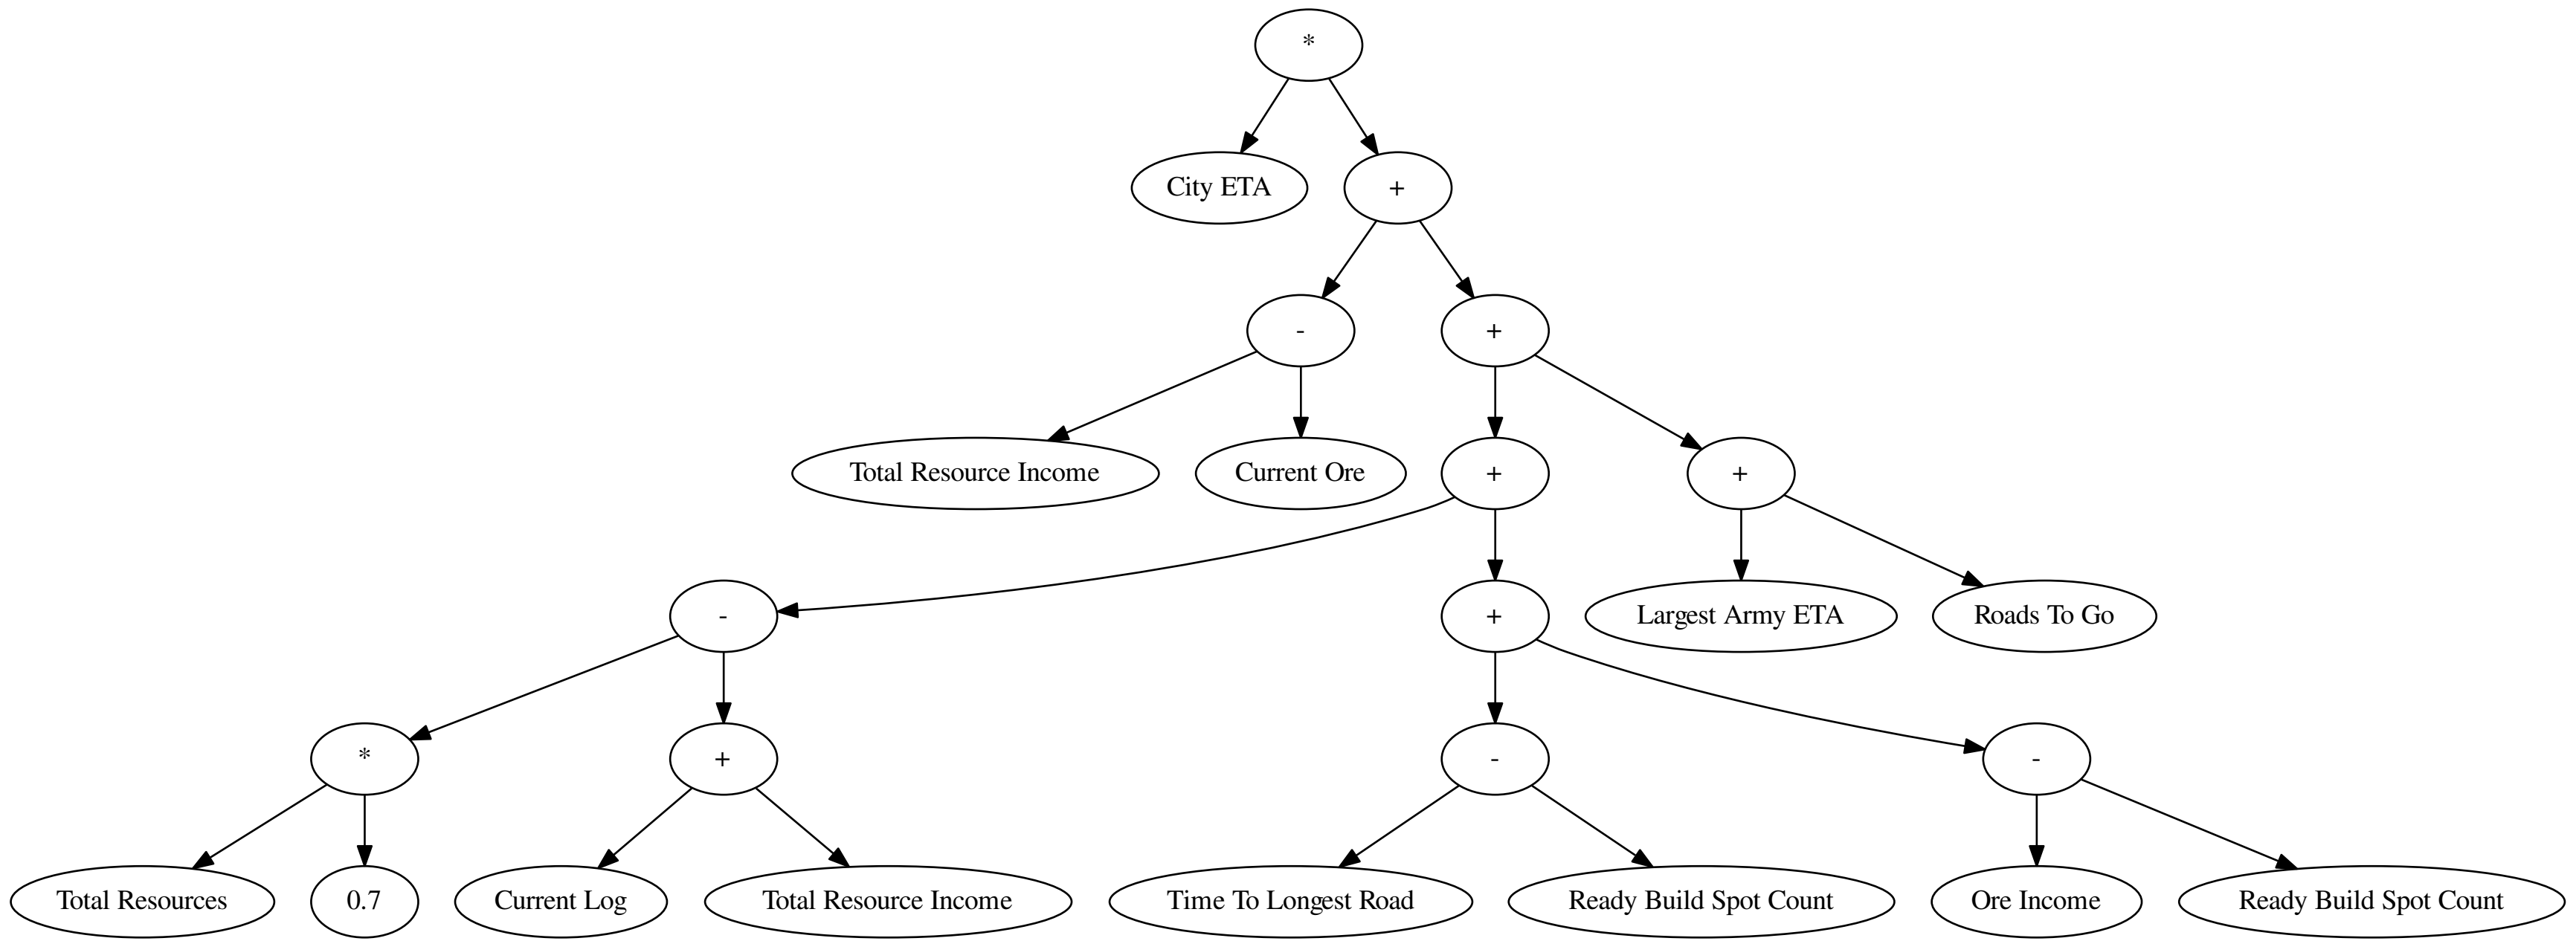 *
City ETA
+
-
+
Total Resource Income
Current Ore
+
+
-
+
Largest Army ETA
Roads To Go
*
+
-
-
Total Resources
0.7
Current Log
Total Resource Income
Time To Longest Road
Ready Build Spot Count
Ore Income
Ready Build Spot Count